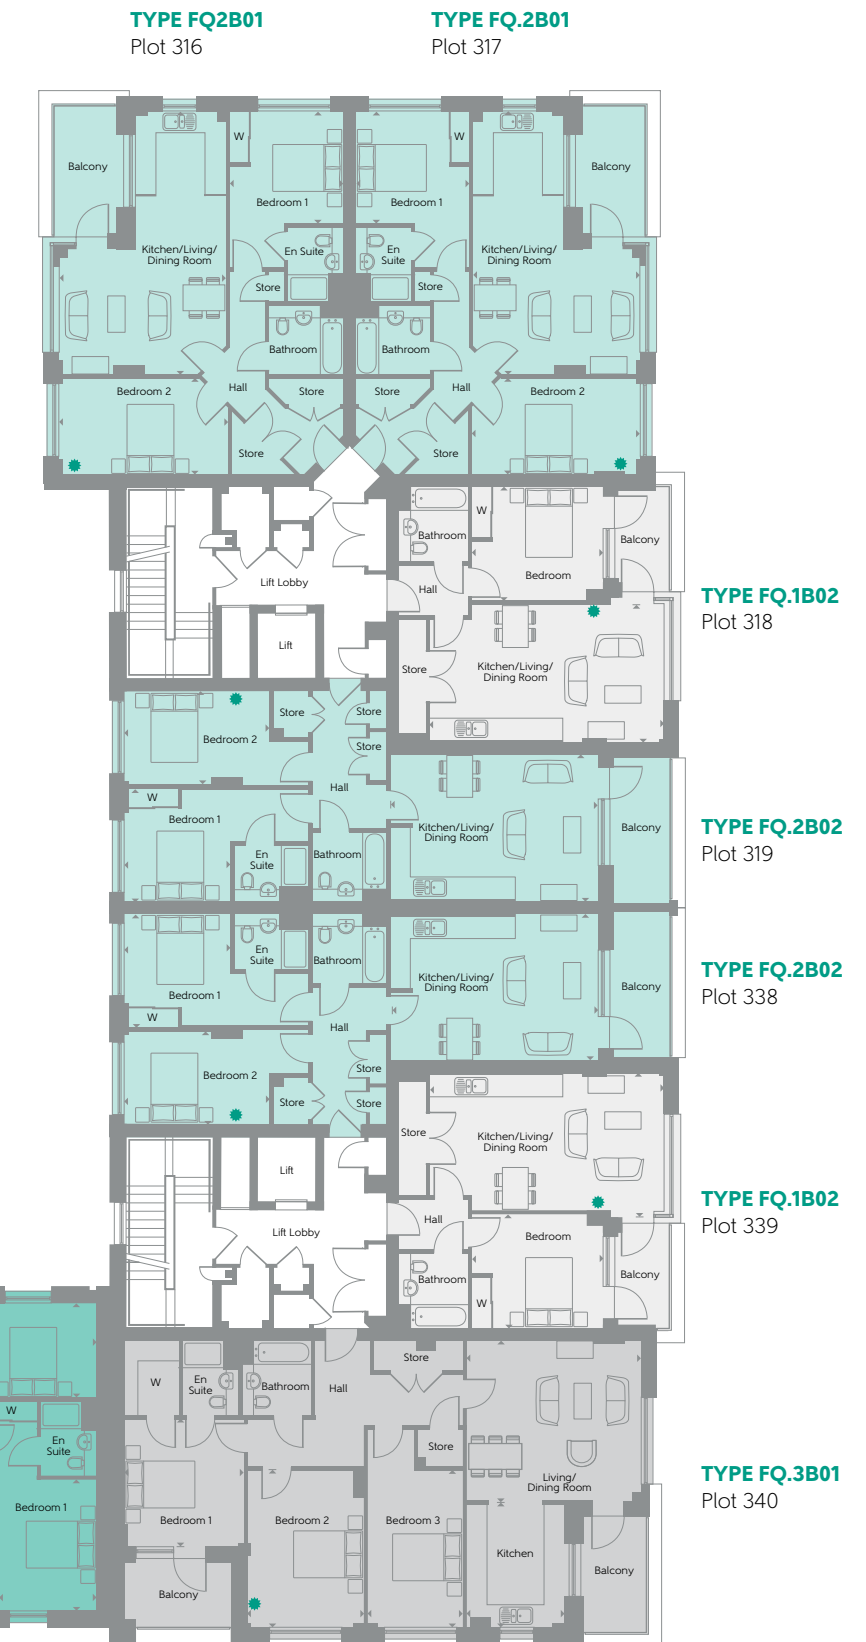 TYPE FQ2B01
Plot 316
TYPE FQ.2B01
Plot 317
Balcony
W
Bedroom 1
Kitchen/Living/
Dining Room
En Suite
Store
Bathroom
Bedroom 2
Hall
Store
Store
W
Bedroom 1
Balcony
En
Suite
Kitchen/Living/
Dining Room
Store
Bathroom
Store
Hall
Bedroom 2
Store
Lift Lobby
Lift
Bathroom
W
Balcony
Bedroom
Hall
Store
Kitchen/Living/
Dining Room
TYPE FQ.1B02
Plot 318
Bedroom 2
Store
Store
Store
Hall
W
Bedroom 1
En
Suite
Bathroom
Kitchen/Living/
Dining Room
Balcony
TYPE FQ.2B02
Plot 319
En
Suite
Bathroom
Bedroom 1
W
Hall
Kitchen/Living/
Dining Room
Balcony
Bedroom 2
Store
Store
Store
TYPE FQ.2B02
Plot 338
Store
Kitchen/Living/
Dining Room
Lift
Lift Lobby
Hall
Bedroom
Bathroom
W
Balcony
TYPE FQ.1B02
Plot 339
W
En
Suite
Bathroom
Hall
Store
Store
Living/
Dining Room
Bedroom 1
Bedroom 2
Bedroom 3
Kitchen
Balcony
Balcony
TYPE FQ.3B01
Plot 340
W
En
Suite
Bedroom 1